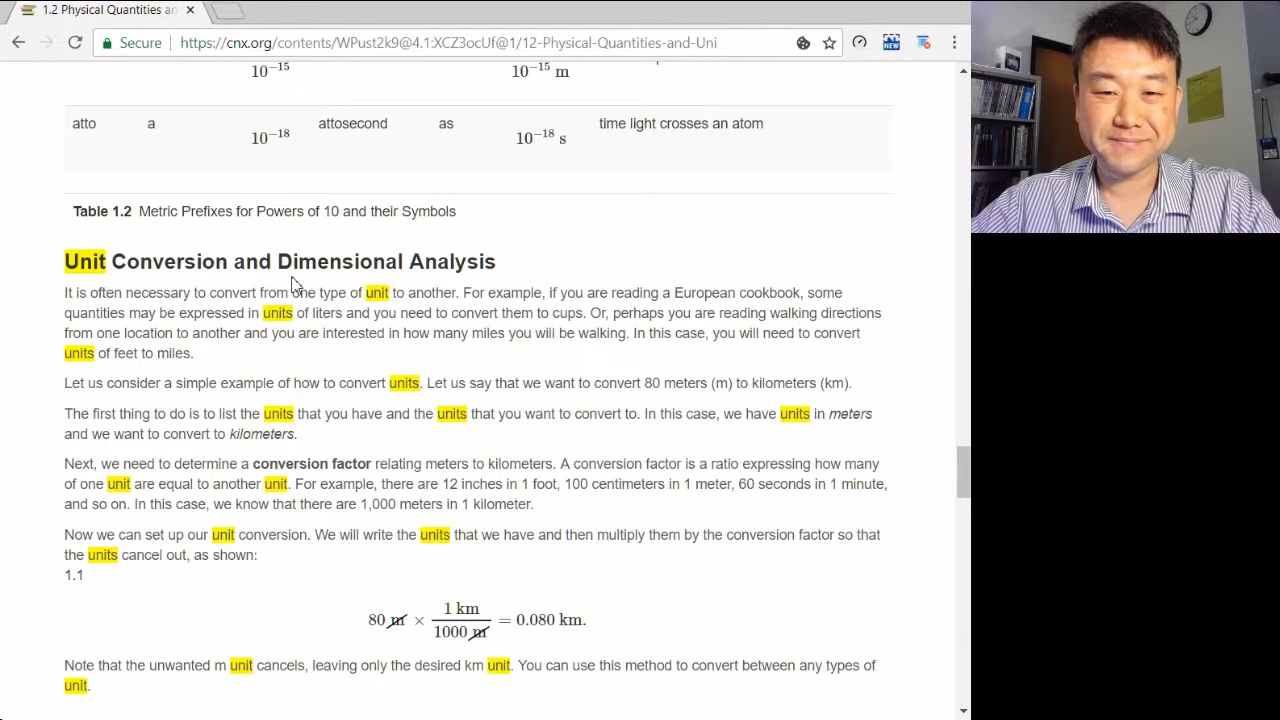 1.2 Physical Quantities an
Secure https://cnx.org/contents/WPust2k9@4.1:XCZ3ocUf@1/12-Physical-Quantities-and-Uni
NEW
10⁻¹⁵ 10⁻¹⁵ m
atto a 10⁻¹⁸ attosecond as 10⁻¹⁸ s time light crosses an atom
Table 1.2 Metric Prefixes for Powers of 10 and their Symbols
Unit Conversion and Dimensional Analysis
It is often necessary to convert from one type of unit to another. For example, if you are reading a European cookbook, some
quantities may be expressed in units of liters and you need to convert them to cups. Or, perhaps you are reading walking directions
from one location to another and you are interested in how many miles you will be walking. In this case, you will need to convert
units of feet to miles.
Let us consider a simple example of how to convert units. Let us say that we want to convert 80 meters (m) to kilometers (km).
The first thing to do is to list the units that you have and the units that you want to convert to. In this case, we have units in meters
and we want to convert to kilometers.
Next, we need to determine a conversion factor relating meters to kilometers. A conversion factor is a ratio expressing how many
of one unit are equal to another unit. For example, there are 12 inches in 1 foot, 100 centimeters in 1 meter, 60 seconds in 1 minute,
and so on. In this case, we know that there are 1,000 meters in 1 kilometer.
Now we can set up our unit conversion. We will write the units that we have and then multiply them by the conversion factor so that
the units cancel out, as shown:
1.1
1 km
80 m × = 0.080 km.
1000 m
Note that the unwanted m unit cancels, leaving only the desired km unit. You can use this method to convert between any types of
unit.